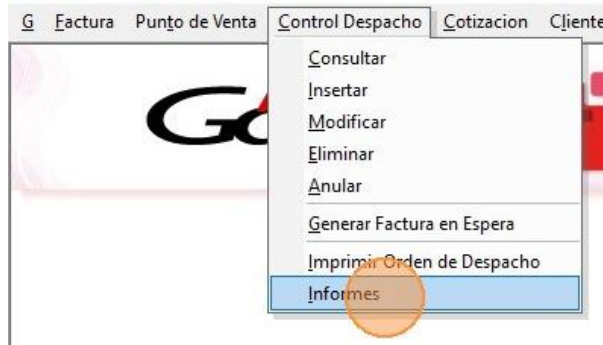 G Factura Punto de Venta Control Despacho Cotizacion
Consultar
Insertar
Modificar
Eliminar
Anular
Generar Factura en Espera
Imprimir Orden de Despacho
Informes